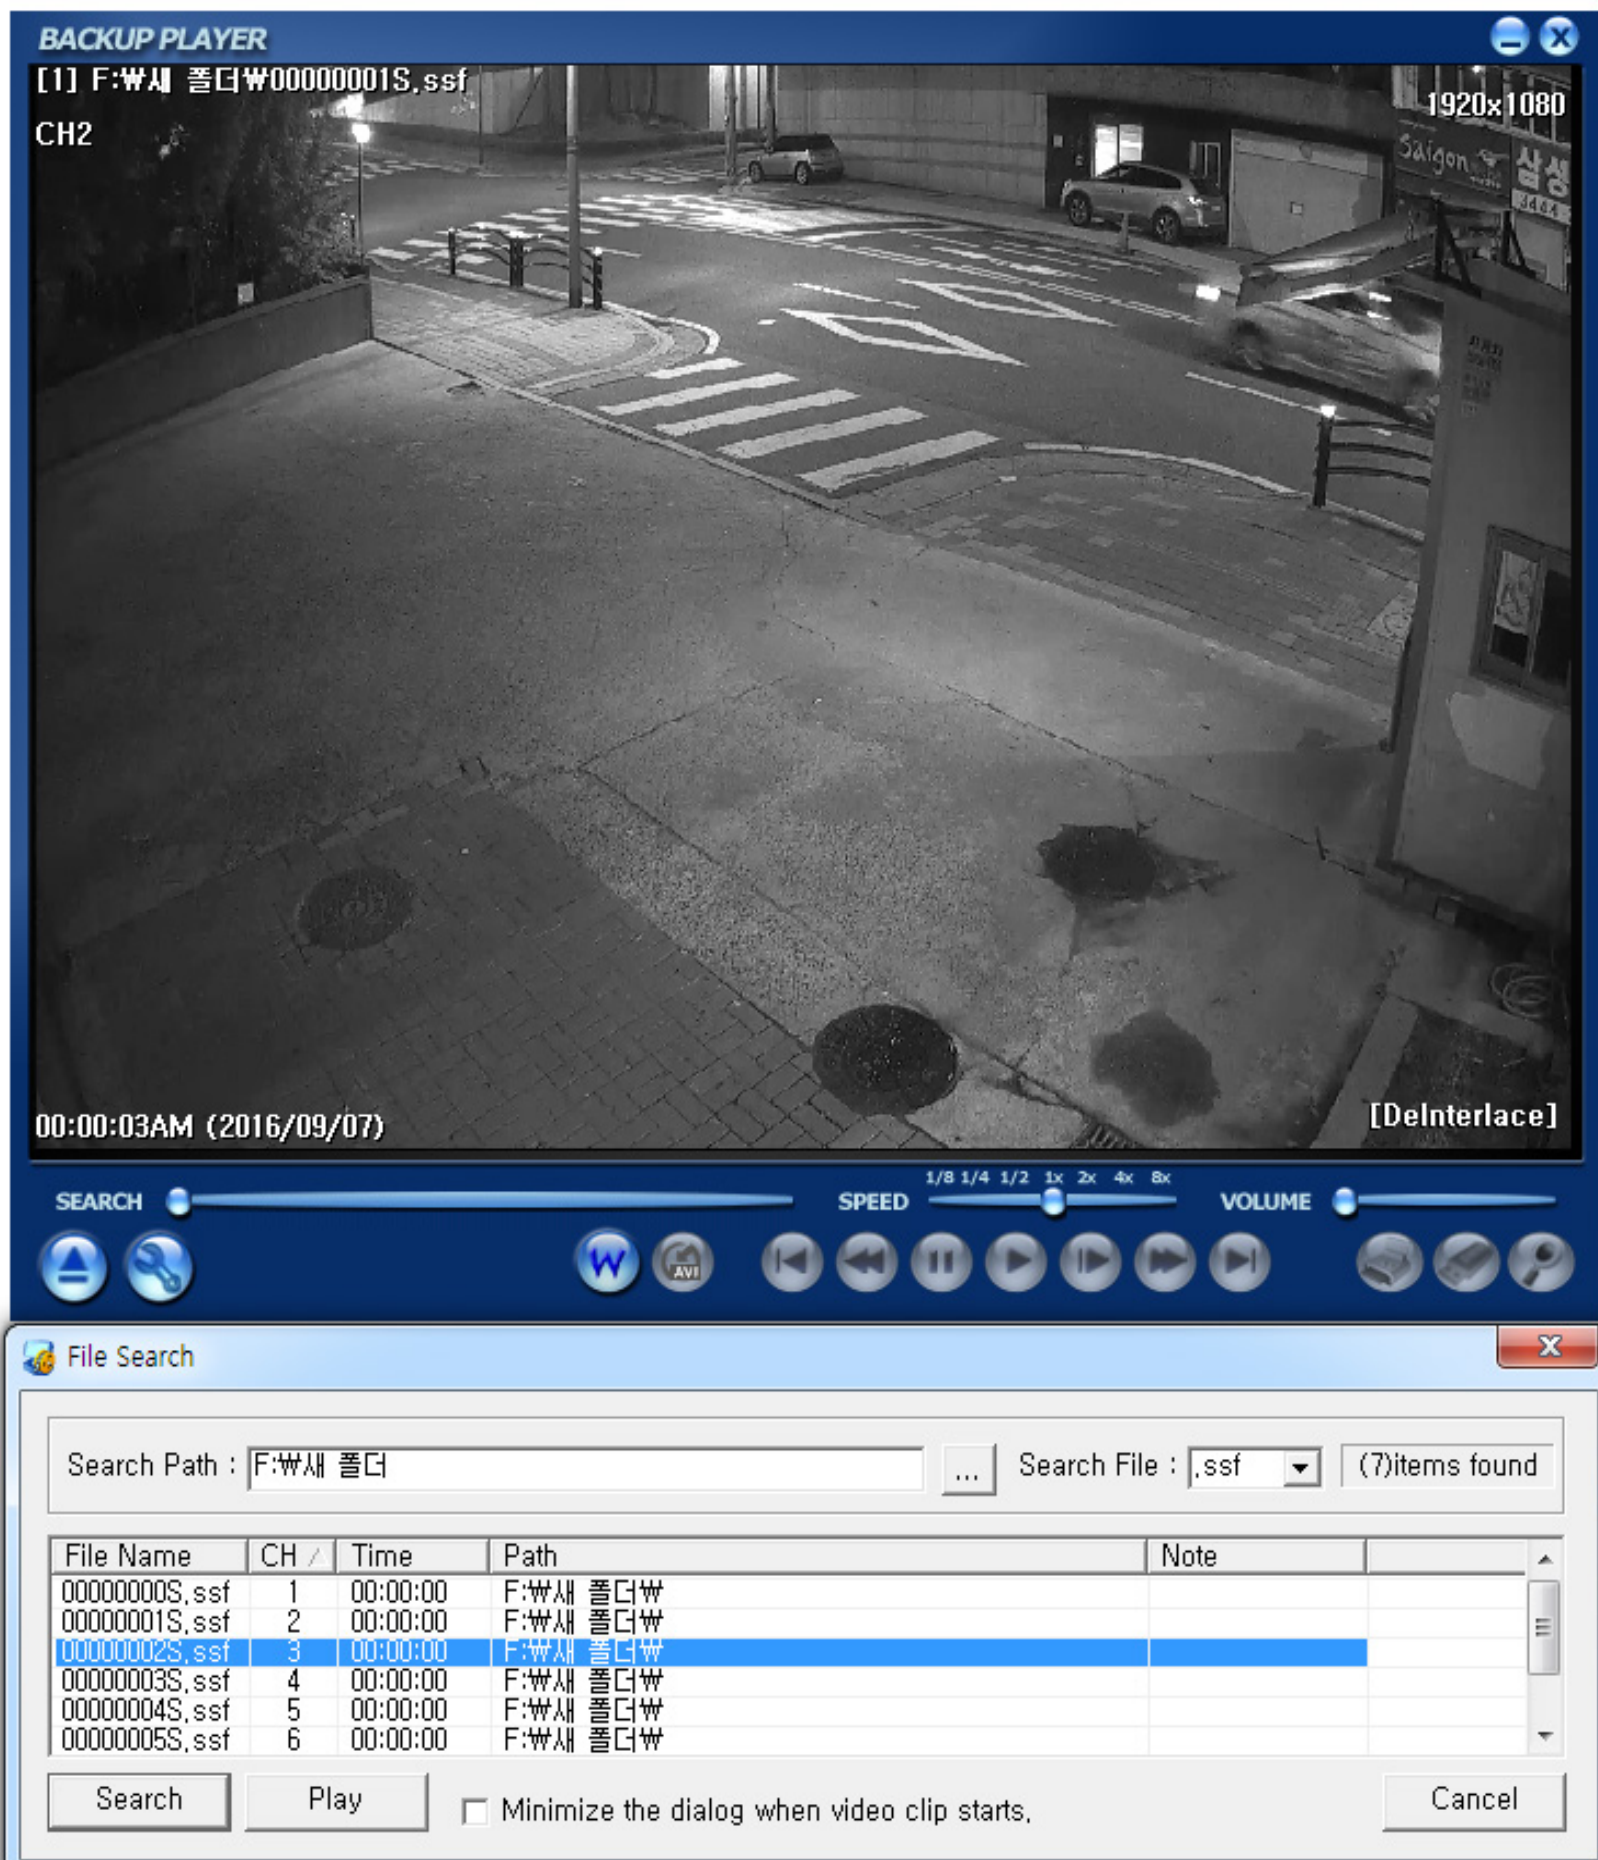 BACKUP PLAYER
[1] F:₩새 폴더₩00000001S.ssf
1920x1080
CH2
Saigon
삼성
3444
00:00:03AM (2016/09/07)
[DeInterlace]
SEARCH
SPEED
1/8 1/4 1/2 1x 2x 4x 8x
VOLUME
W
AVI
File Search
X
Search Path : F:₩새 폴더
...
Search File : .ssf
(7)items found
File Name CH Time Path Note
00000000S.ssf 1 00:00:00 F:₩새 폴더₩
00000001S.ssf 2 00:00:00 F:₩새 폴더₩
00000002S.ssf 3 00:00:00 F:₩새 폴더₩
00000003S.ssf 4 00:00:00 F:₩새 폴더₩
00000004S.ssf 5 00:00:00 F:₩새 폴더₩
00000005S.ssf 6 00:00:00 F:₩새 폴더₩
Search
Play
Minimize the dialog when video clip starts.
Cancel